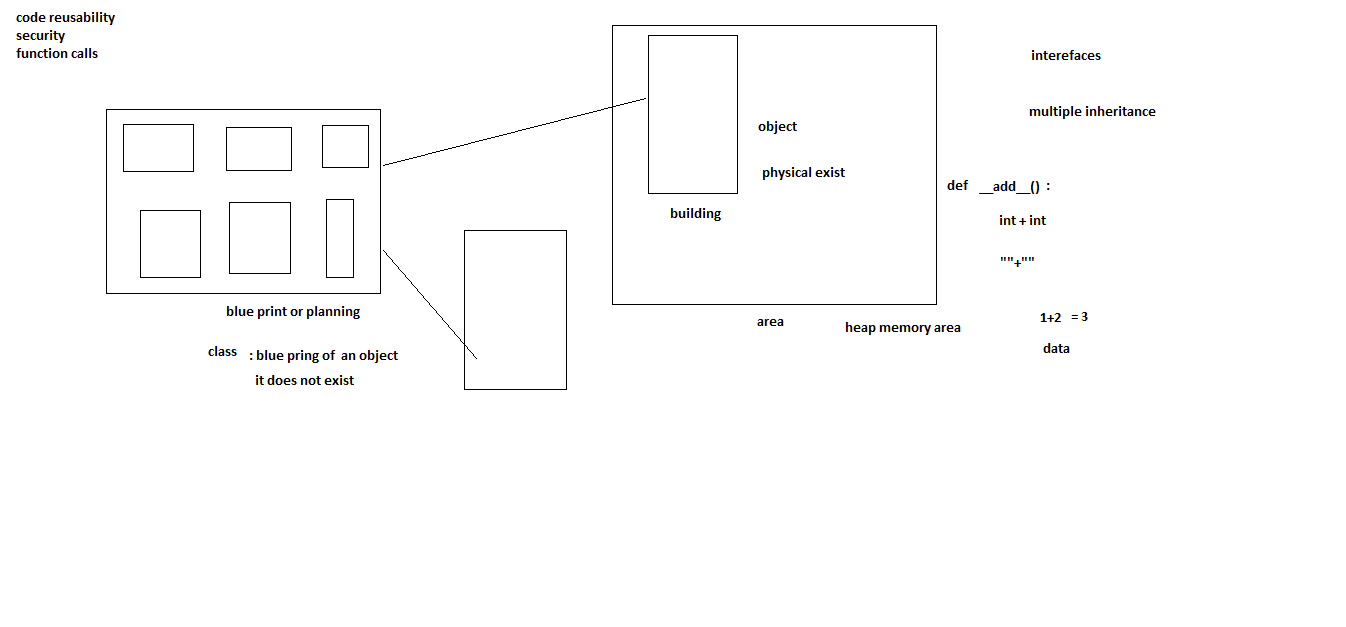 code reusability
security
function calls
blue print or planning
class : blue pring of an object
it does not exist
object
physical exist
building
area
heap memory area
interefaces
multiple inheritance
def __add__() :
int + int
""+""
1+2 = 3
data